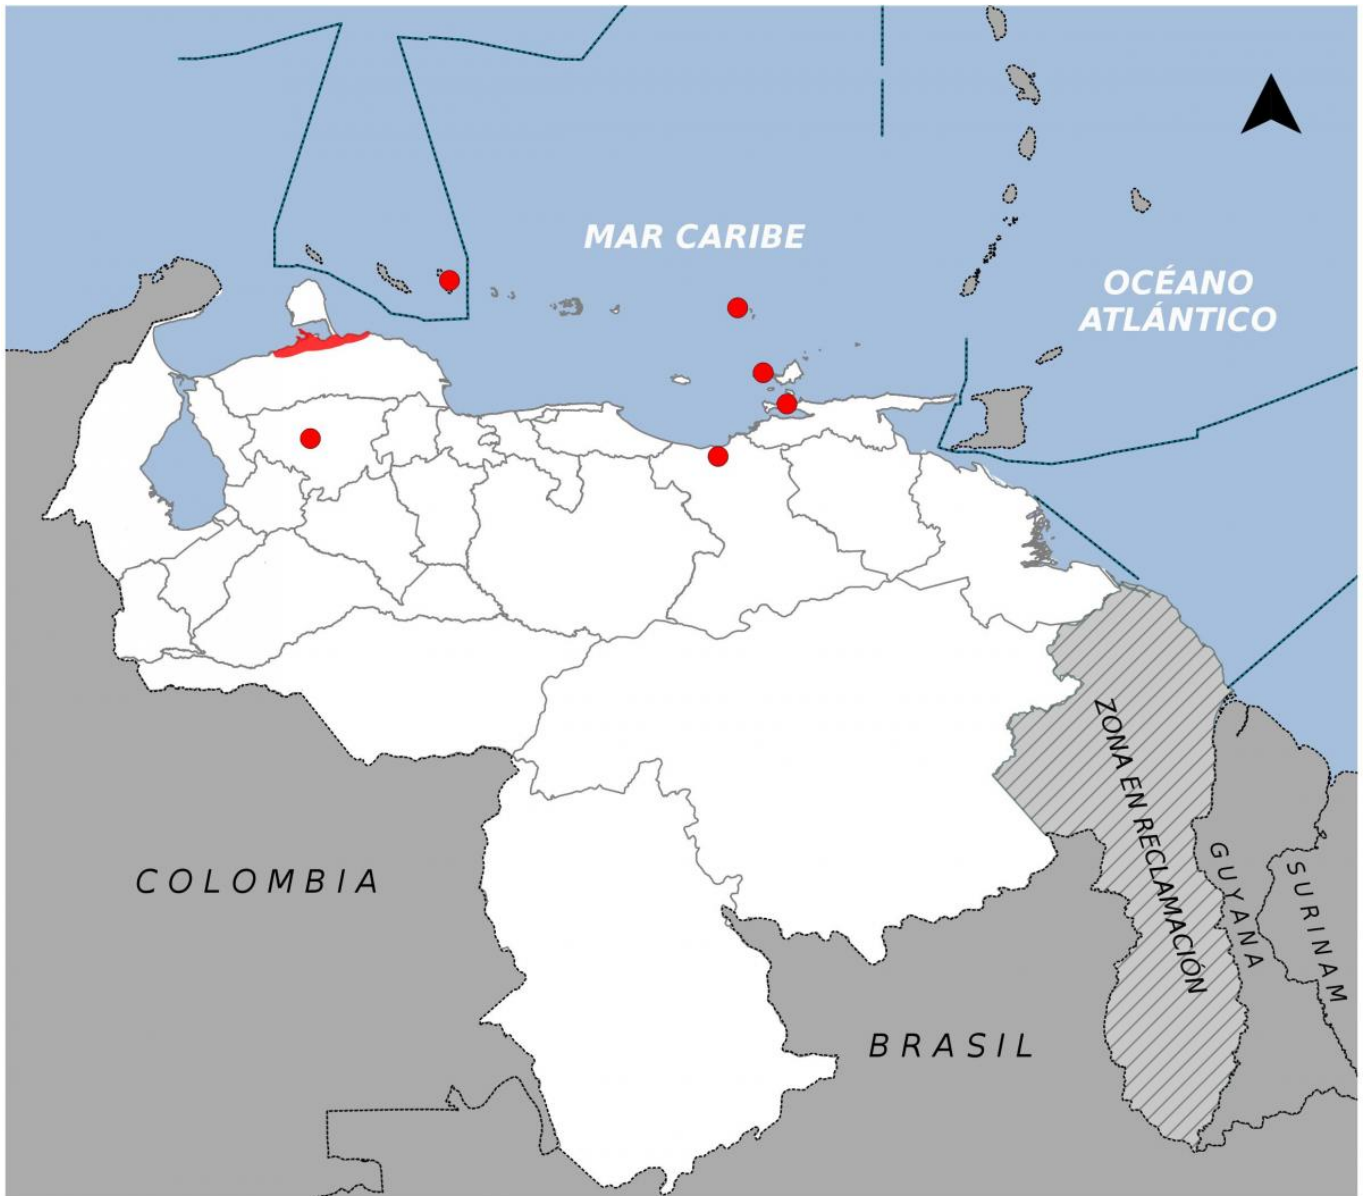 MAR CARIBE
OCÉANO
ATLÁNTICO
ZONA EN RECLAMACIÓN
COLOMBIA
GUYANA
SURINAM
BRASIL